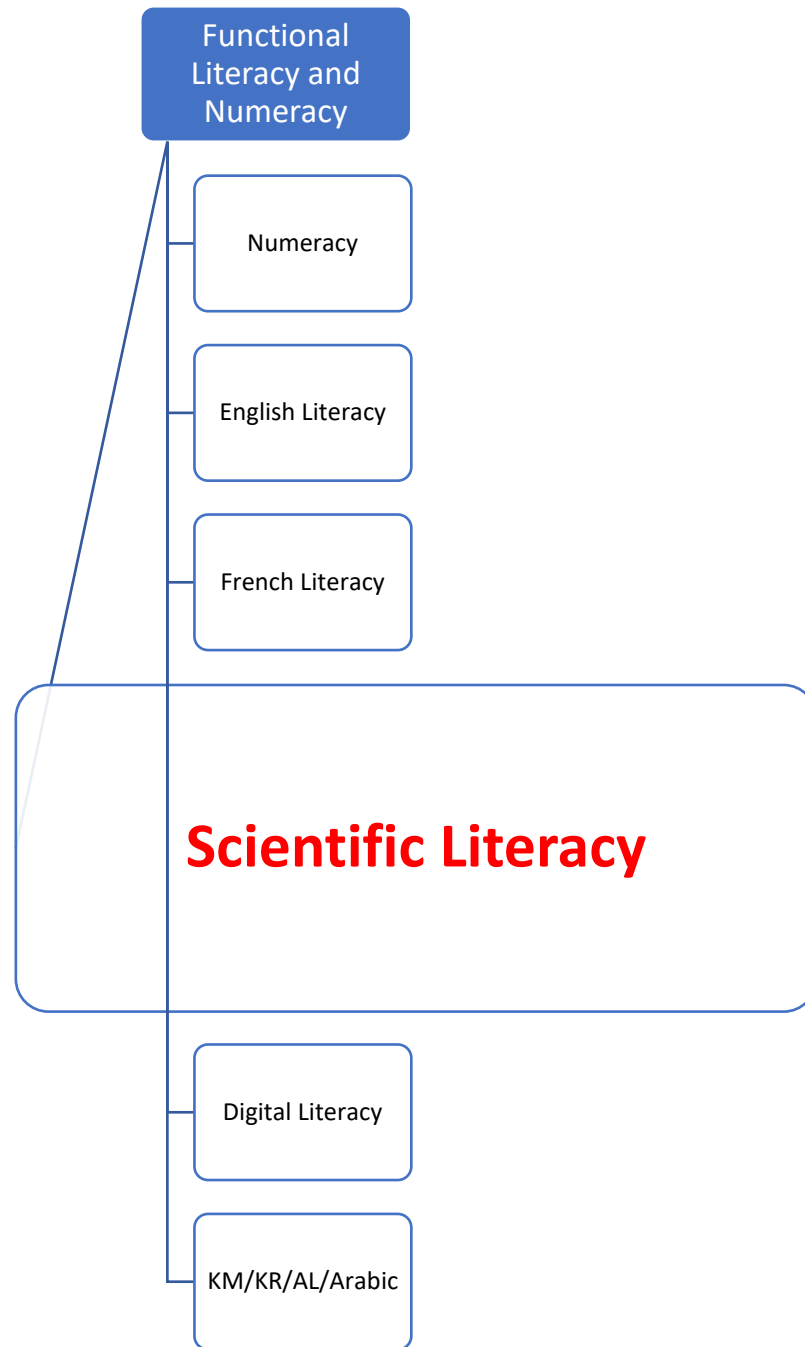 Functional
Literacy and
Numeracy
Numeracy
English Literacy
French Literacy
Scientific Literacy
Digital Literacy
KM/KR/AL/Arabic